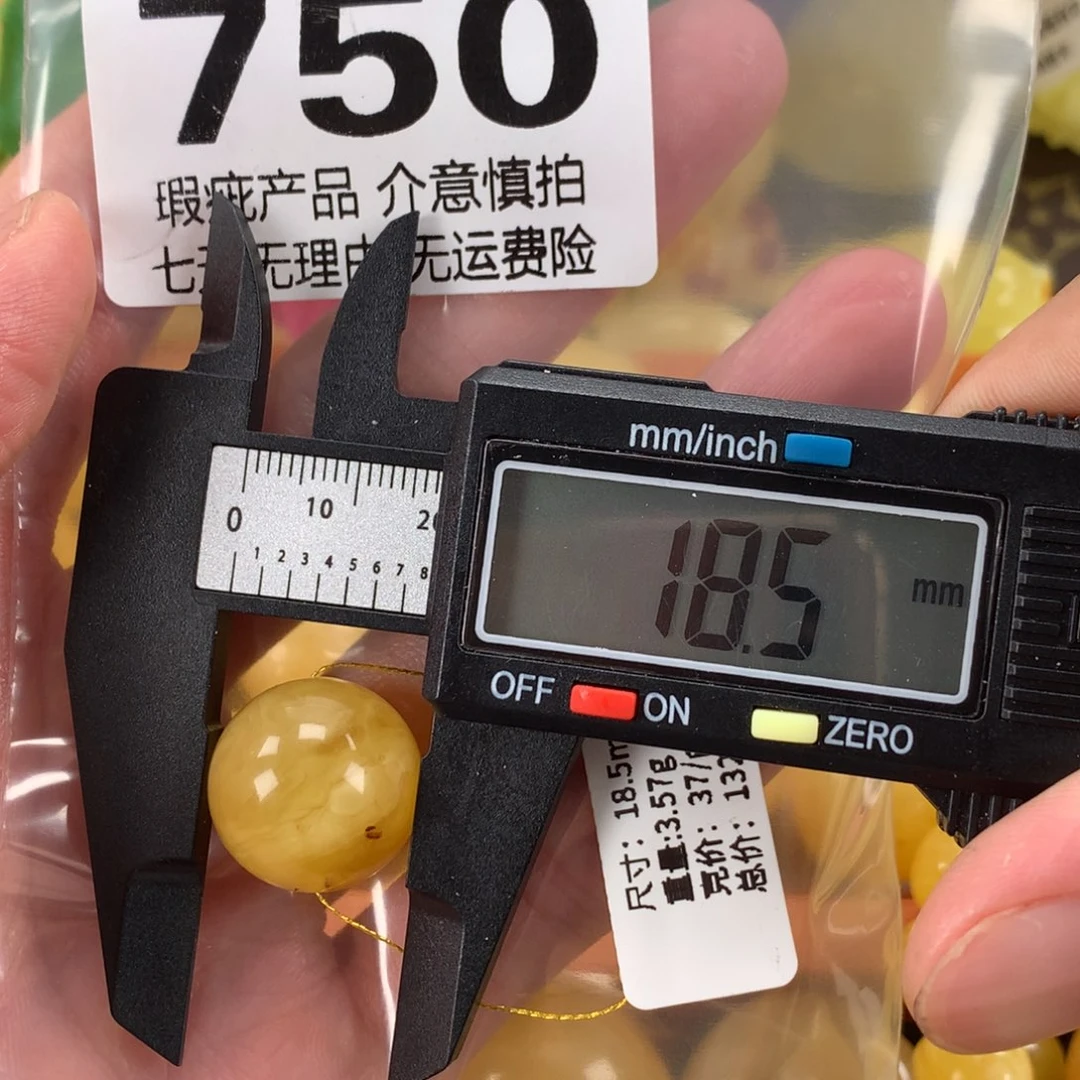 750
瑕疵产品 介意慎拍
七天无理由 无运费险
mm/inch
0 10 20
1 2 3 4 5 6 7 8
18.5 mm
OFF ON ZERO
尺寸: 18.5m
重量:3.57g
克价: 37/
总价: 132